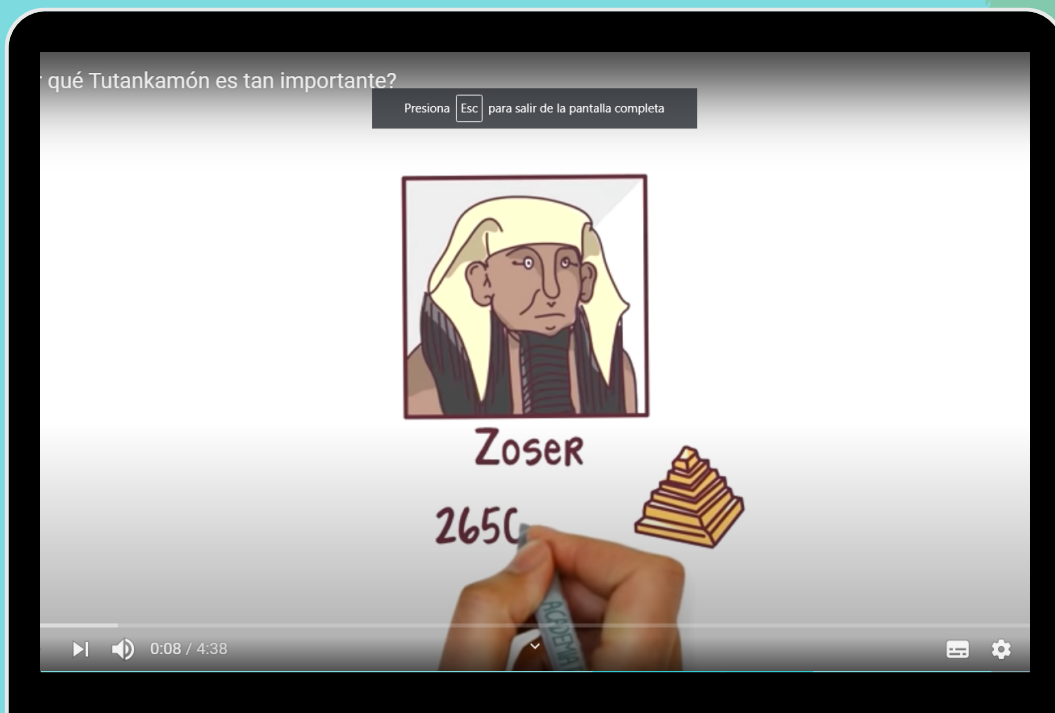 qué Tutankamón es tan importante?
Presiona Esc para salir de la pantalla completa
Zoser
2650
0:08 / 4:38